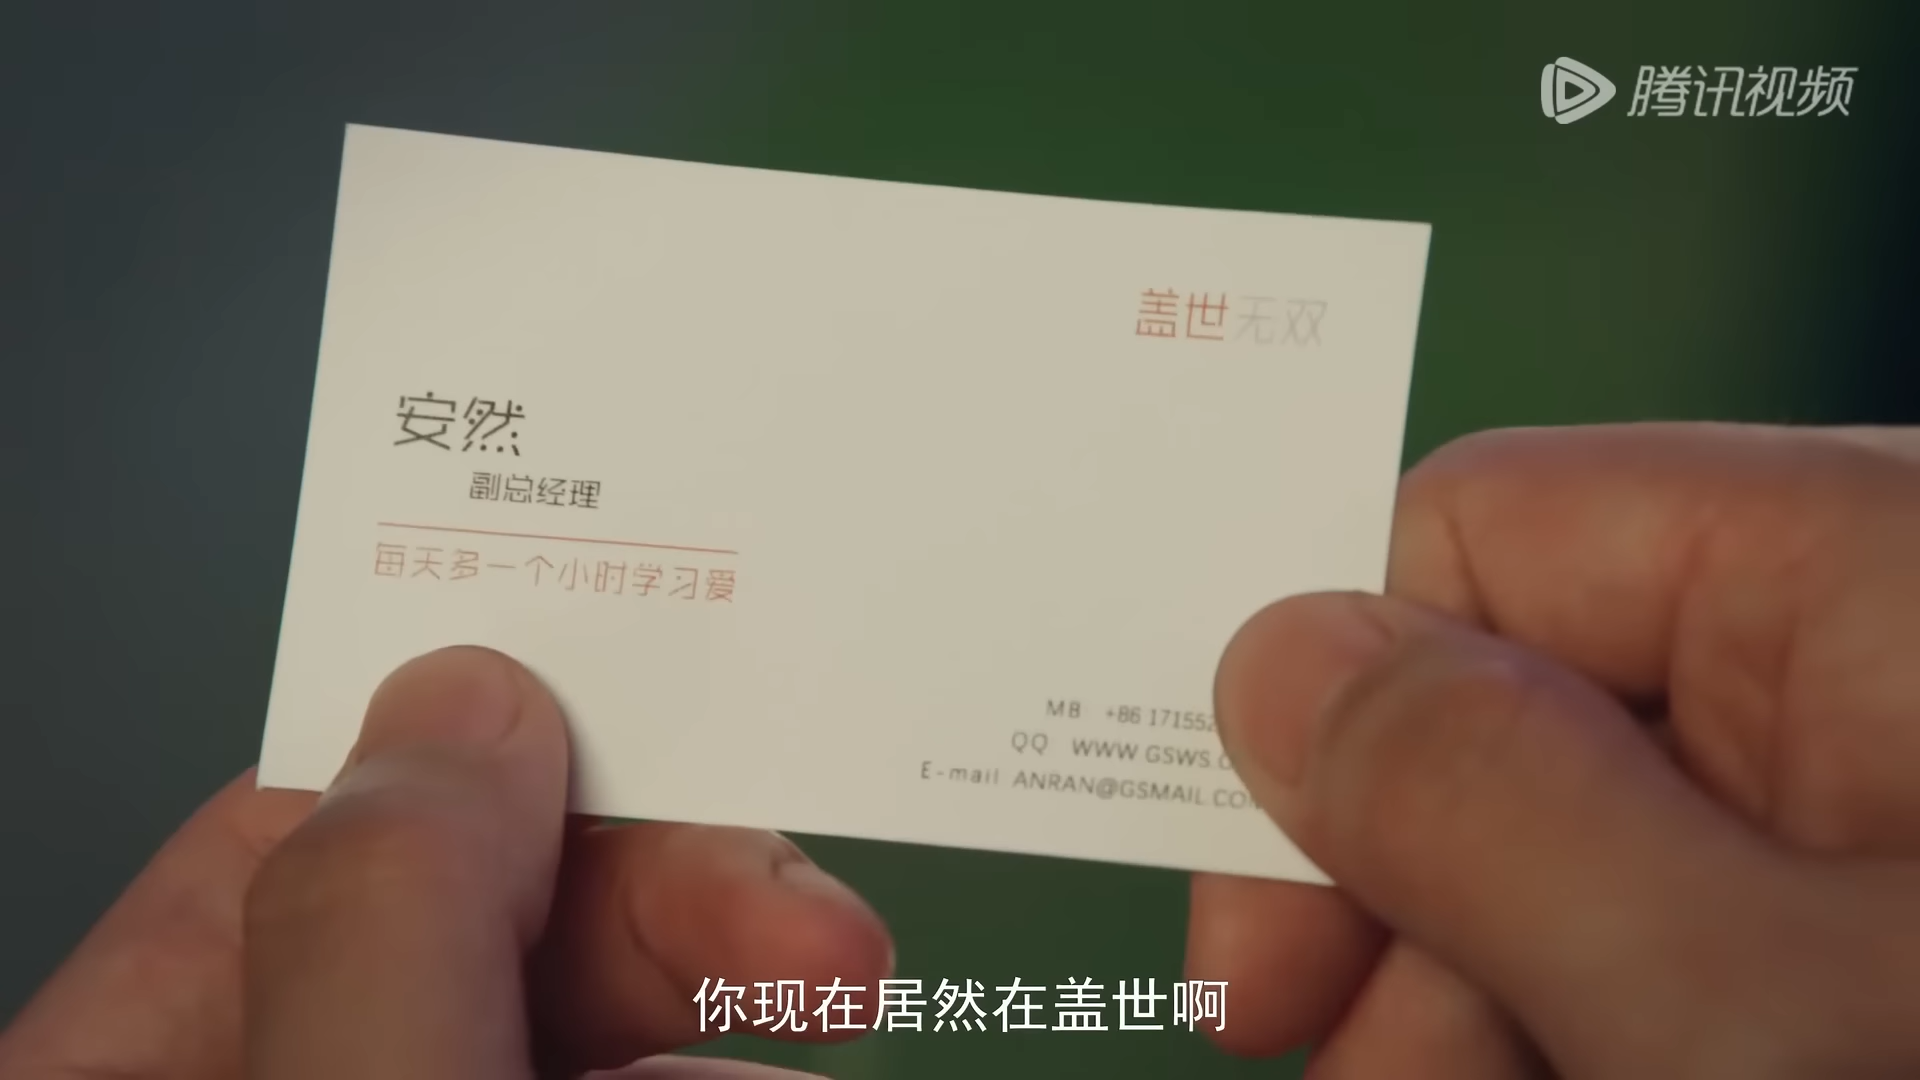 腾讯视频
盖世无双
安然
副总经理
每天多一个小时学习爱
MB +86 171552
QQ WWW.GSWS.
E-mail ANRAN@GSMAIL.COM
你现在居然在盖世啊